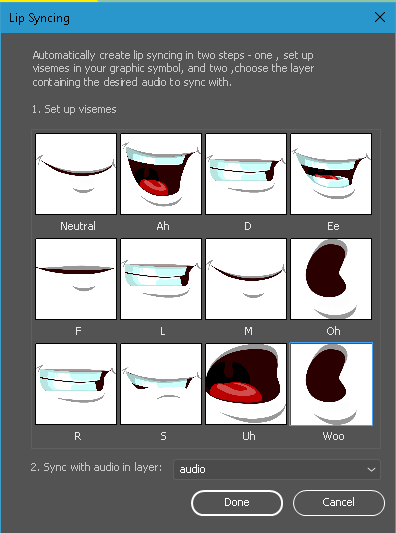 Lip Syncing
Automatically create lip syncing in two steps - one , set up
visemes in your graphic symbol, and two ,choose the layer
containing the desired audio to sync with.
1. Set up visemes
Neutral Ah D Ee
F L M Oh
R S Uh Woo
2. Sync with audio in layer: audio
Done Cancel